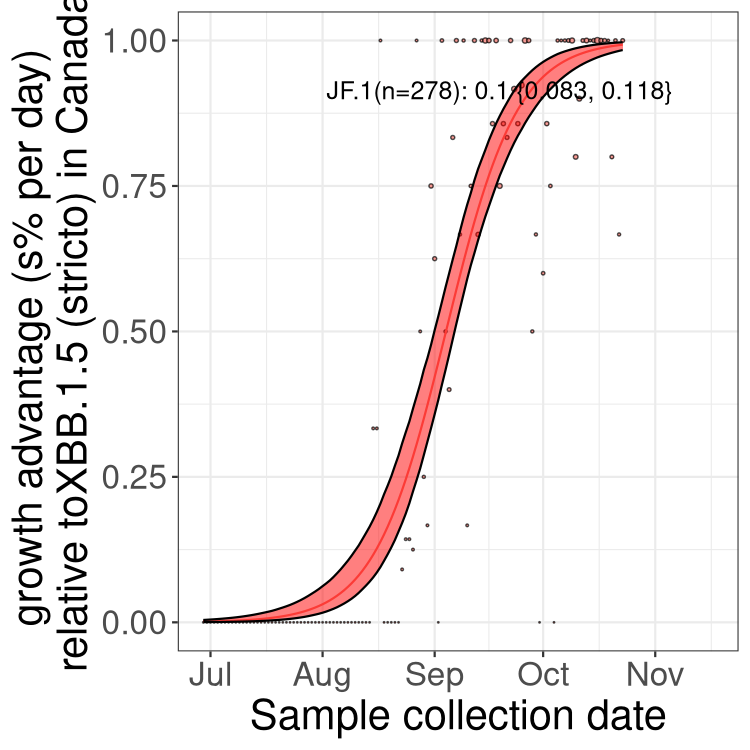 growth advantage (s% per day)
relative toXBB.1.5 (stricto) in Canada
1.00
0.75
0.50
0.25
0.00
JF.1(n=278): 0.1 {0.083, 0.118}
Jul Aug Sep Oct Nov
Sample collection date